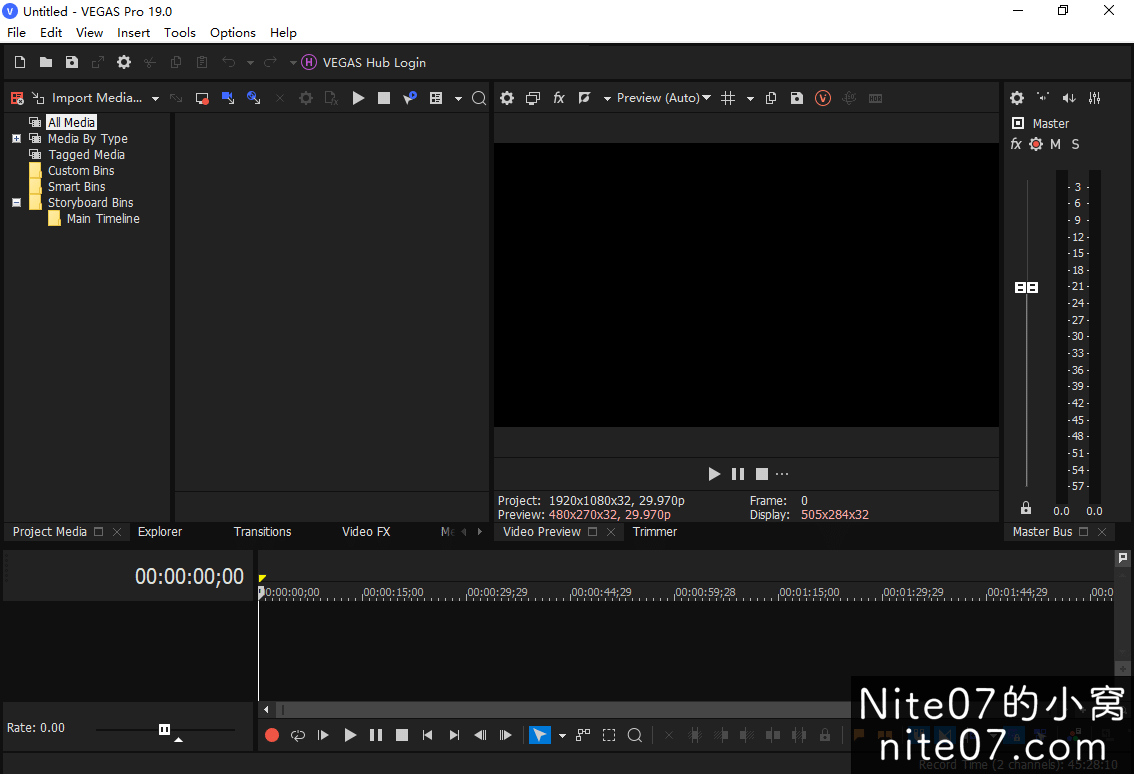 Untitled - VEGAS Pro 19.0
File Edit View Insert Tools Options Help
VEGAS Hub Login
Import Media...
Preview (Auto)
All Media
Media By Type
Tagged Media
Custom Bins
Smart Bins
Storyboard Bins
Main Timeline
Master
fx M S
3
6
9
12
15
18
21
24
27
30
33
36
39
42
45
48
51
54
57
0.0 0.0
Project: 1920x1080x32, 29.970p
Frame: 0
Preview: 480x270x32, 29.970p
Display: 505x284x32
Project Media Explorer Transitions Video FX
Video Preview Trimmer
Master Bus
00:00:00;00
00:00:00;00 00:00:15;00 00:00:29;29 00:00:44;29 00:00:59;28 00:01:15;00 00:01:29;29 00:01:44;29 00:0
Rate: 0.00
Nite07的小窝
nite07.com
Record Time (2 channels): 45:28:10